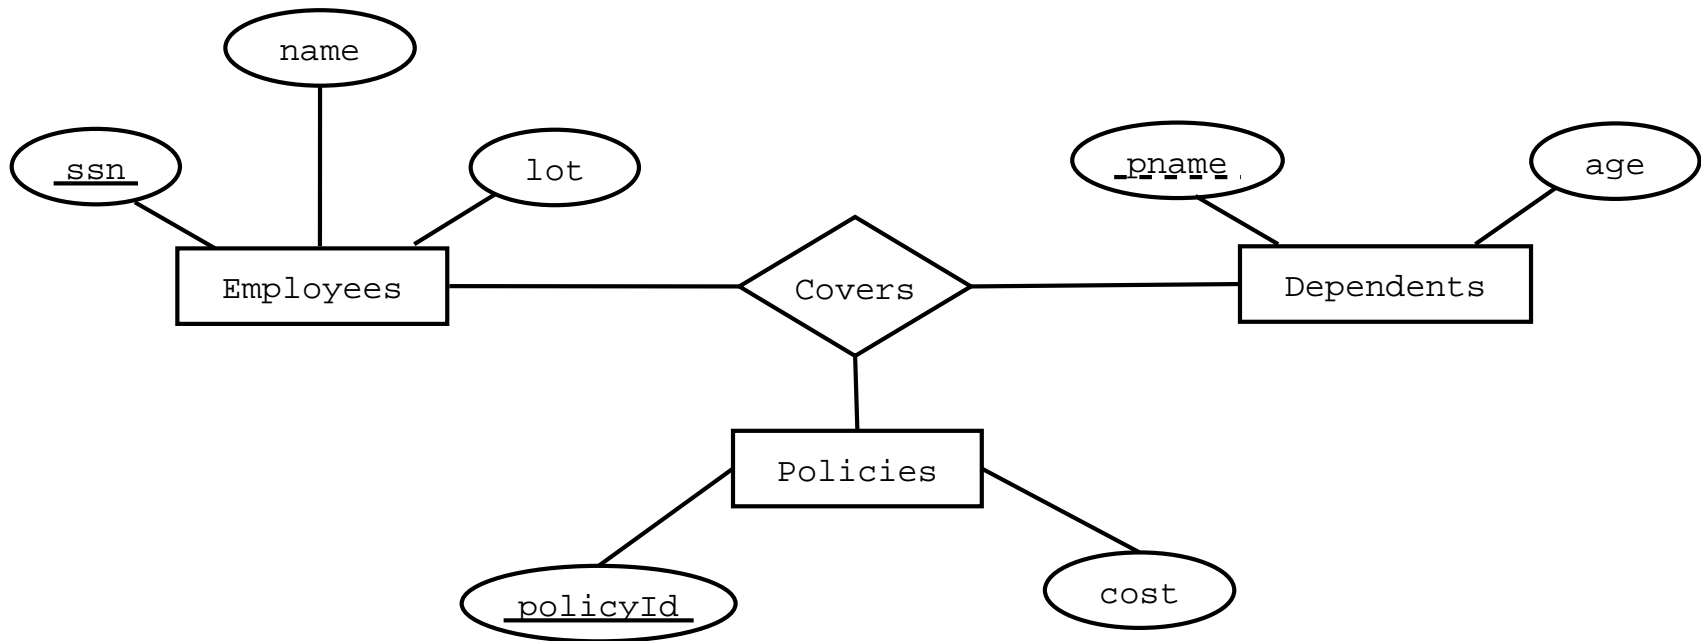 name
ssn
lot
pname
age
Employees
Covers
Dependents
Policies
policyId
cost